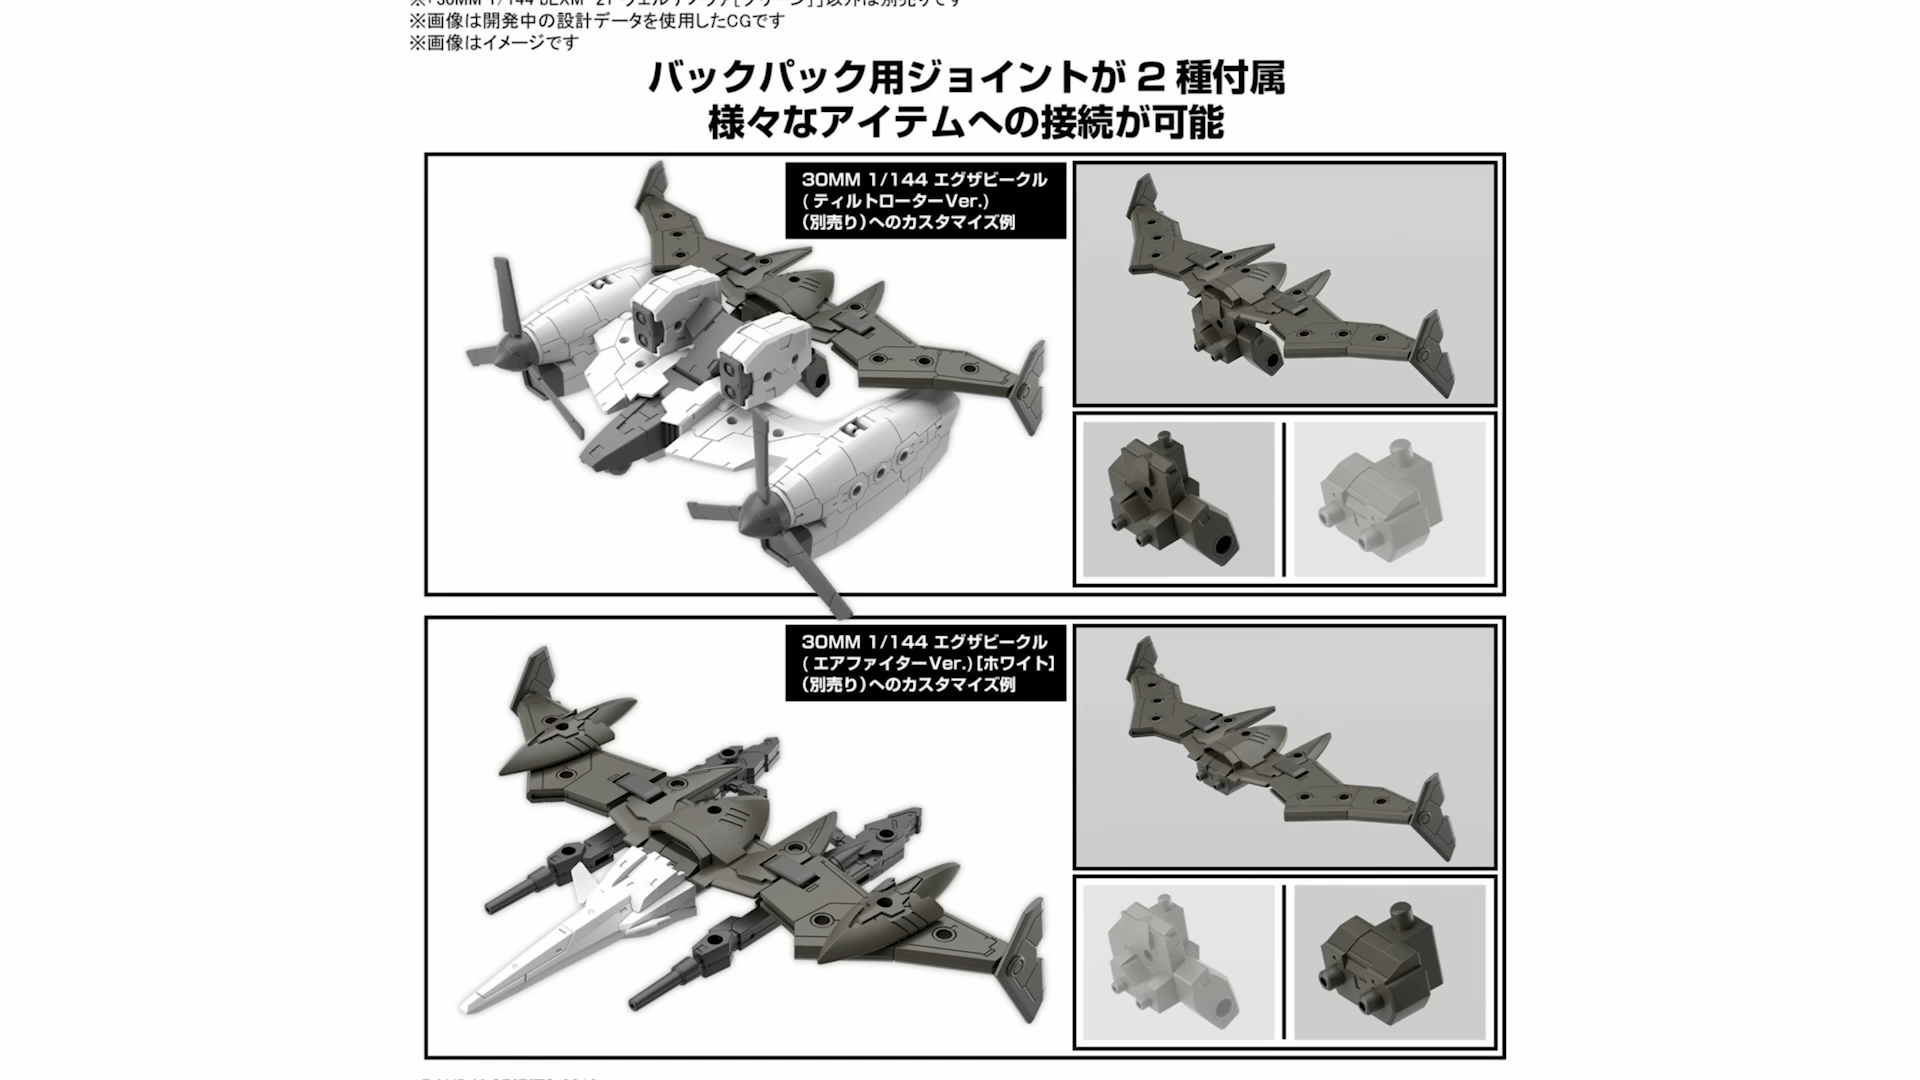 ※画像は開発中の設計データを使用したCGです
※画像はイメージです
バックパック用ジョイントが2種付属
様々なアイテムへの接続が可能
30MM 1/144 エグザビークル
(ティルトローターVer.)
(別売り)へのカスタマイズ例
30MM 1/144 エグザビークル
(エアファイターVer.)[ホワイト]
(別売り)へのカスタマイズ例